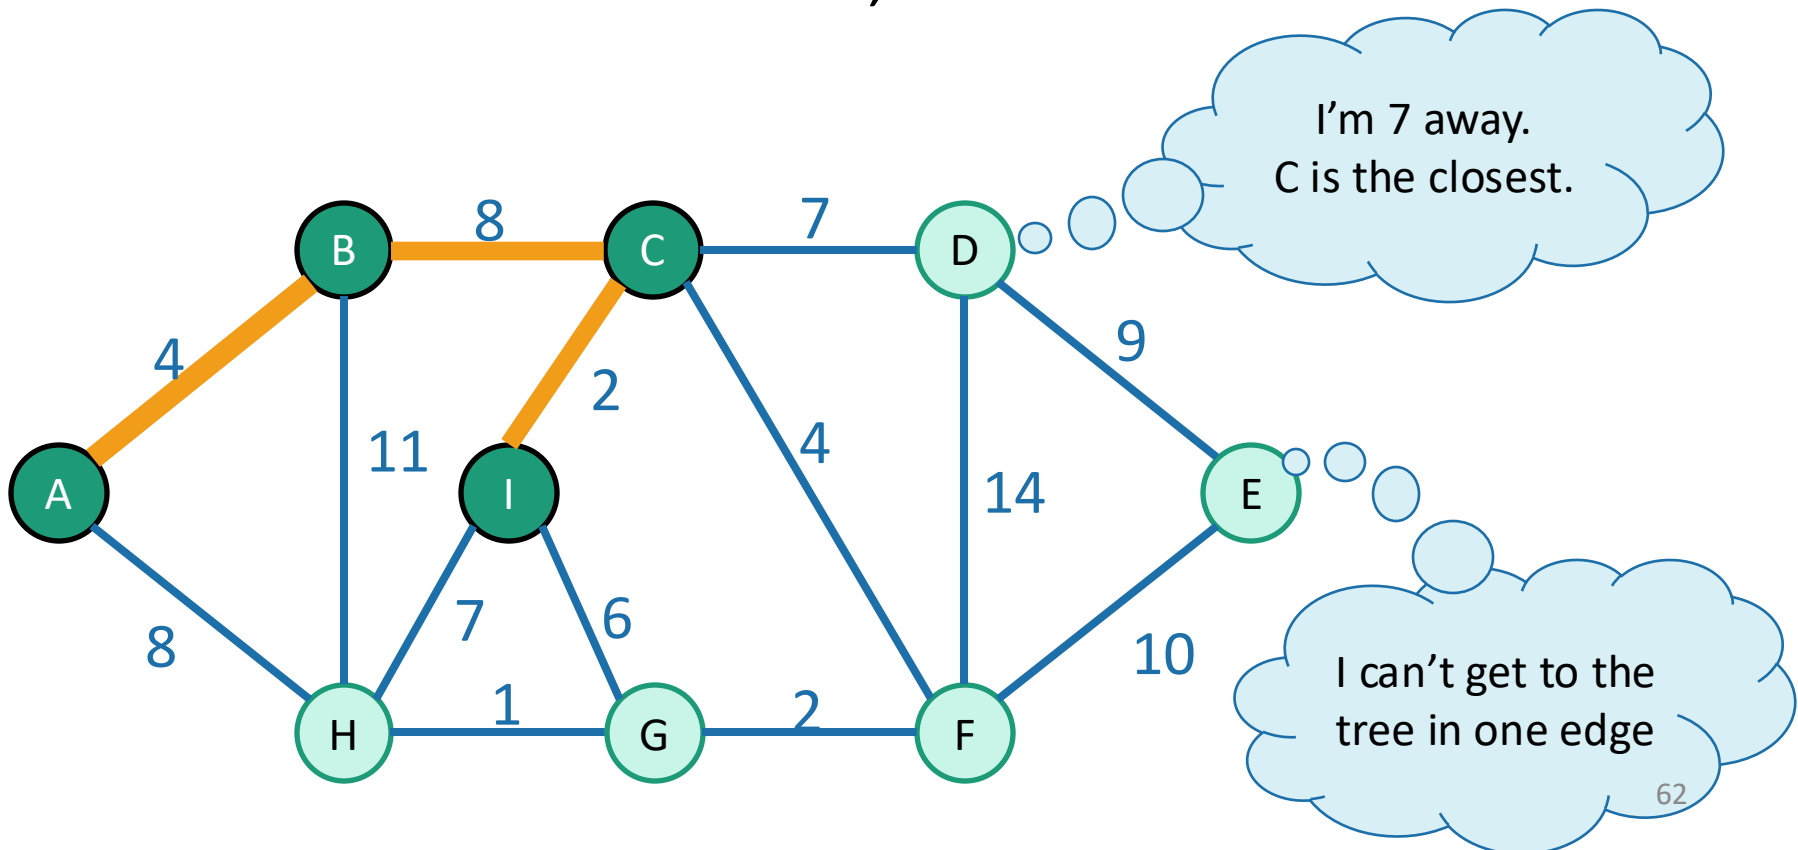 I’m 7 away.
C is the closest.
8
7
B
C
D
9
4
2
11
4
14
A
I
E
7
6
8
10
I can’t get to the
tree in one edge
1
2
H
G
F
62